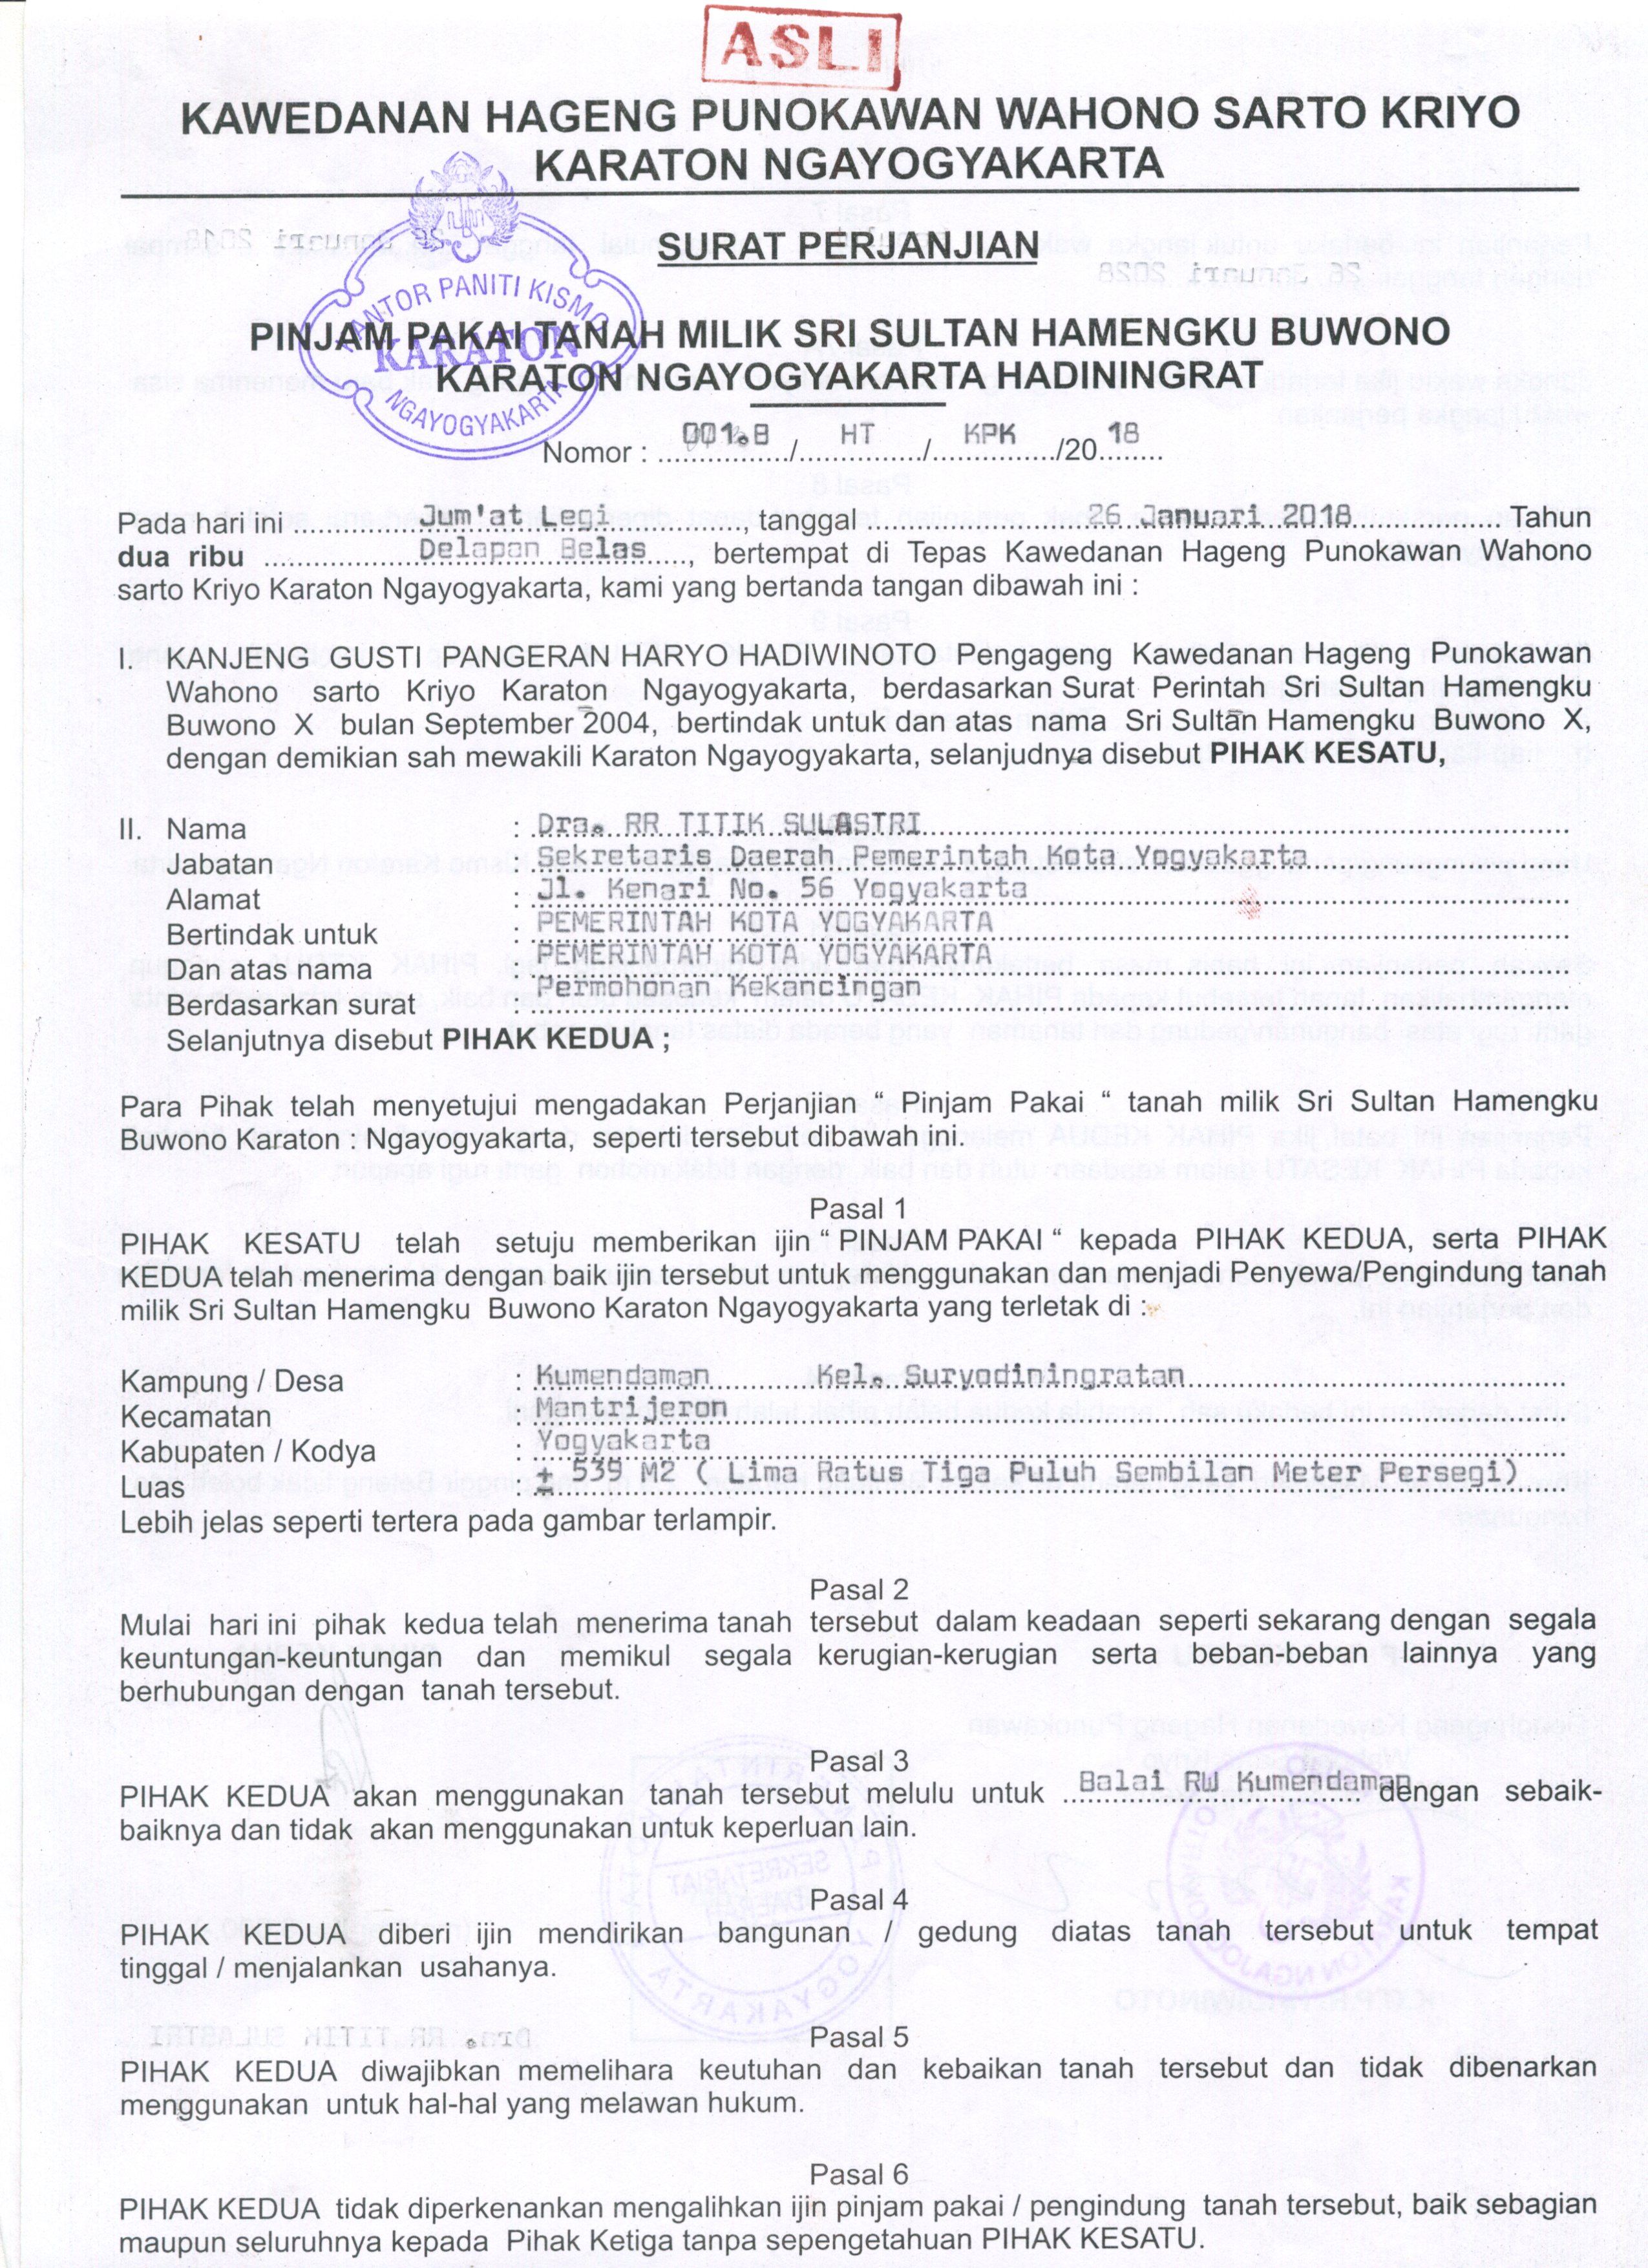 ASLI
KAWEDANAN HAGENG PUNOKAWAN WAHONO SARTO KRIYO
KARATON NGAYOGYAKARTA
SURAT PERJANJIAN
KANTOR PANITI KISMO
KARATON
NGAYOGYAKARTA
PINJAM PAKAI TANAH MILIK SRI SULTAN HAMENGKU BUWONO
KARATON NGAYOGYAKARTA HADININGRAT
Nomor : 001.B / HT / KPK /2018
Pada hari ini Jum'at Legi, tanggal 26 Januari 2018 Tahun
dua ribu Delapan Belas, bertempat di Tepas Kawedanan Hageng Punokawan Wahono
sarto Kriyo Karaton Ngayogyakarta, kami yang bertanda tangan dibawah ini :
I. KANJENG GUSTI PANGERAN HARYO HADIWINOTO Pengageng Kawedanan Hageng Punokawan
Wahono sarto Kriyo Karaton Ngayogyakarta, berdasarkan Surat Perintah Sri Sultan Hamengku
Buwono X bulan September 2004, bertindak untuk dan atas nama Sri Sultan Hamengku Buwono X,
dengan demikian sah mewakili Karaton Ngayogyakarta, selanjudnya disebut PIHAK KESATU,
II. Nama : Dra. RR TITIK SULASTRI
Jabatan : Sekretaris Daerah Pemerintah Kota Yogyakarta
Alamat : Jl. Kenari No. 56 Yogyakarta
Bertindak untuk : PEMERINTAH KOTA YOGYAKARTA
Dan atas nama : PEMERINTAH KOTA YOGYAKARTA
Berdasarkan surat : Permohonan Kekancingan
Selanjutnya disebut PIHAK KEDUA ;
Para Pihak telah menyetujui mengadakan Perjanjian “ Pinjam Pakai “ tanah milik Sri Sultan Hamengku
Buwono Karaton : Ngayogyakarta, seperti tersebut dibawah ini.
Pasal 1
PIHAK KESATU telah setuju memberikan ijin “ PINJAM PAKAI “ kepada PIHAK KEDUA, serta PIHAK
KEDUA telah menerima dengan baik ijin tersebut untuk menggunakan dan menjadi Penyewa/Pengindung tanah
milik Sri Sultan Hamengku Buwono Karaton Ngayogyakarta yang terletak di :
Kampung / Desa : Kumendaman Kel. Suryodiningratan
Kecamatan : Mantrijeron
Kabupaten / Kodya : Yogyakarta
Luas : ± 539 M2 ( Lima Ratus Tiga Puluh Sembilan Meter Persegi)
Lebih jelas seperti tertera pada gambar terlampir.
Pasal 2
Mulai hari ini pihak kedua telah menerima tanah tersebut dalam keadaan seperti sekarang dengan segala
keuntungan-keuntungan dan memikul segala kerugian-kerugian serta beban-beban lainnya yang
berhubungan dengan tanah tersebut.
Pasal 3
PIHAK KEDUA akan menggunakan tanah tersebut melulu untuk Balai RW Kumendaman dengan sebaik-
baiknya dan tidak akan menggunakan untuk keperluan lain.
Pasal 4
PIHAK KEDUA diberi ijin mendirikan bangunan / gedung diatas tanah tersebut untuk tempat
tinggal / menjalankan usahanya.
Pasal 5
PIHAK KEDUA diwajibkan memelihara keutuhan dan kebaikan tanah tersebut dan tidak dibenarkan
menggunakan untuk hal-hal yang melawan hukum.
Pasal 6
PIHAK KEDUA tidak diperkenankan mengalihkan ijin pinjam pakai / pengindung tanah tersebut, baik sebagian
maupun seluruhnya kepada Pihak Ketiga tanpa sepengetahuan PIHAK KESATU.